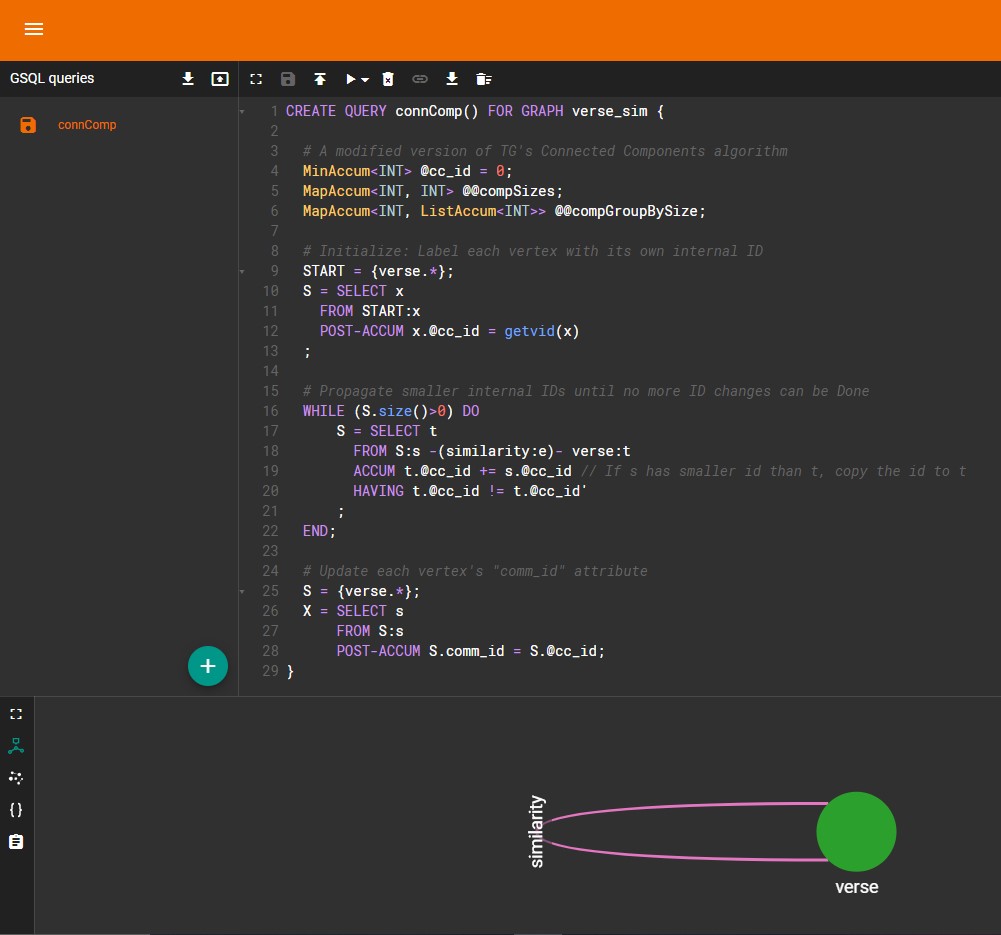 GSQL queries
connComp
1 CREATE QUERY connComp() FOR GRAPH verse_sim {
2
3 # A modified version of TG's Connected Components algorithm
4 MinAccum<INT> @cc_id = 0;
5 MapAccum<INT, INT> @@compSizes;
6 MapAccum<INT, ListAccum<INT>> @@compGroupBySize;
7
8 # Initialize: Label each vertex with its own internal ID
9 START = {verse.*};
10 S = SELECT x
11 FROM START:x
12 POST-ACCUM x.@cc_id = getvid(x)
13 ;
14
15 # Propagate smaller internal IDs until no more ID changes can be Done
16 WHILE (S.size()>0) DO
17 S = SELECT t
18 FROM S:s -(similarity:e)- verse:t
19 ACCUM t.@cc_id += s.@cc_id // If s has smaller id than t, copy the id to t
20 HAVING t.@cc_id != t.@cc_id'
21 ;
22 END;
23
24 # Update each vertex's "comm_id" attribute
25 S = {verse.*};
26 X = SELECT s
27 FROM S:s
28 POST-ACCUM S.comm_id = S.@cc_id;
29 }
similarity
verse